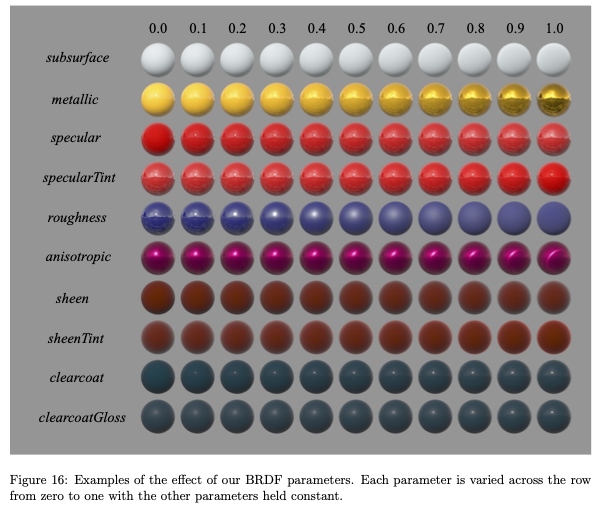 0.0 0.1 0.2 0.3 0.4 0.5 0.6 0.7 0.8 0.9 1.0
subsurface
metallic
specular
specularTint
roughness
anisotropic
sheen
sheenTint
clearcoat
clearcoatGloss
Figure 16: Examples of the effect of our BRDF parameters. Each parameter is varied across the row
from zero to one with the other parameters held constant.